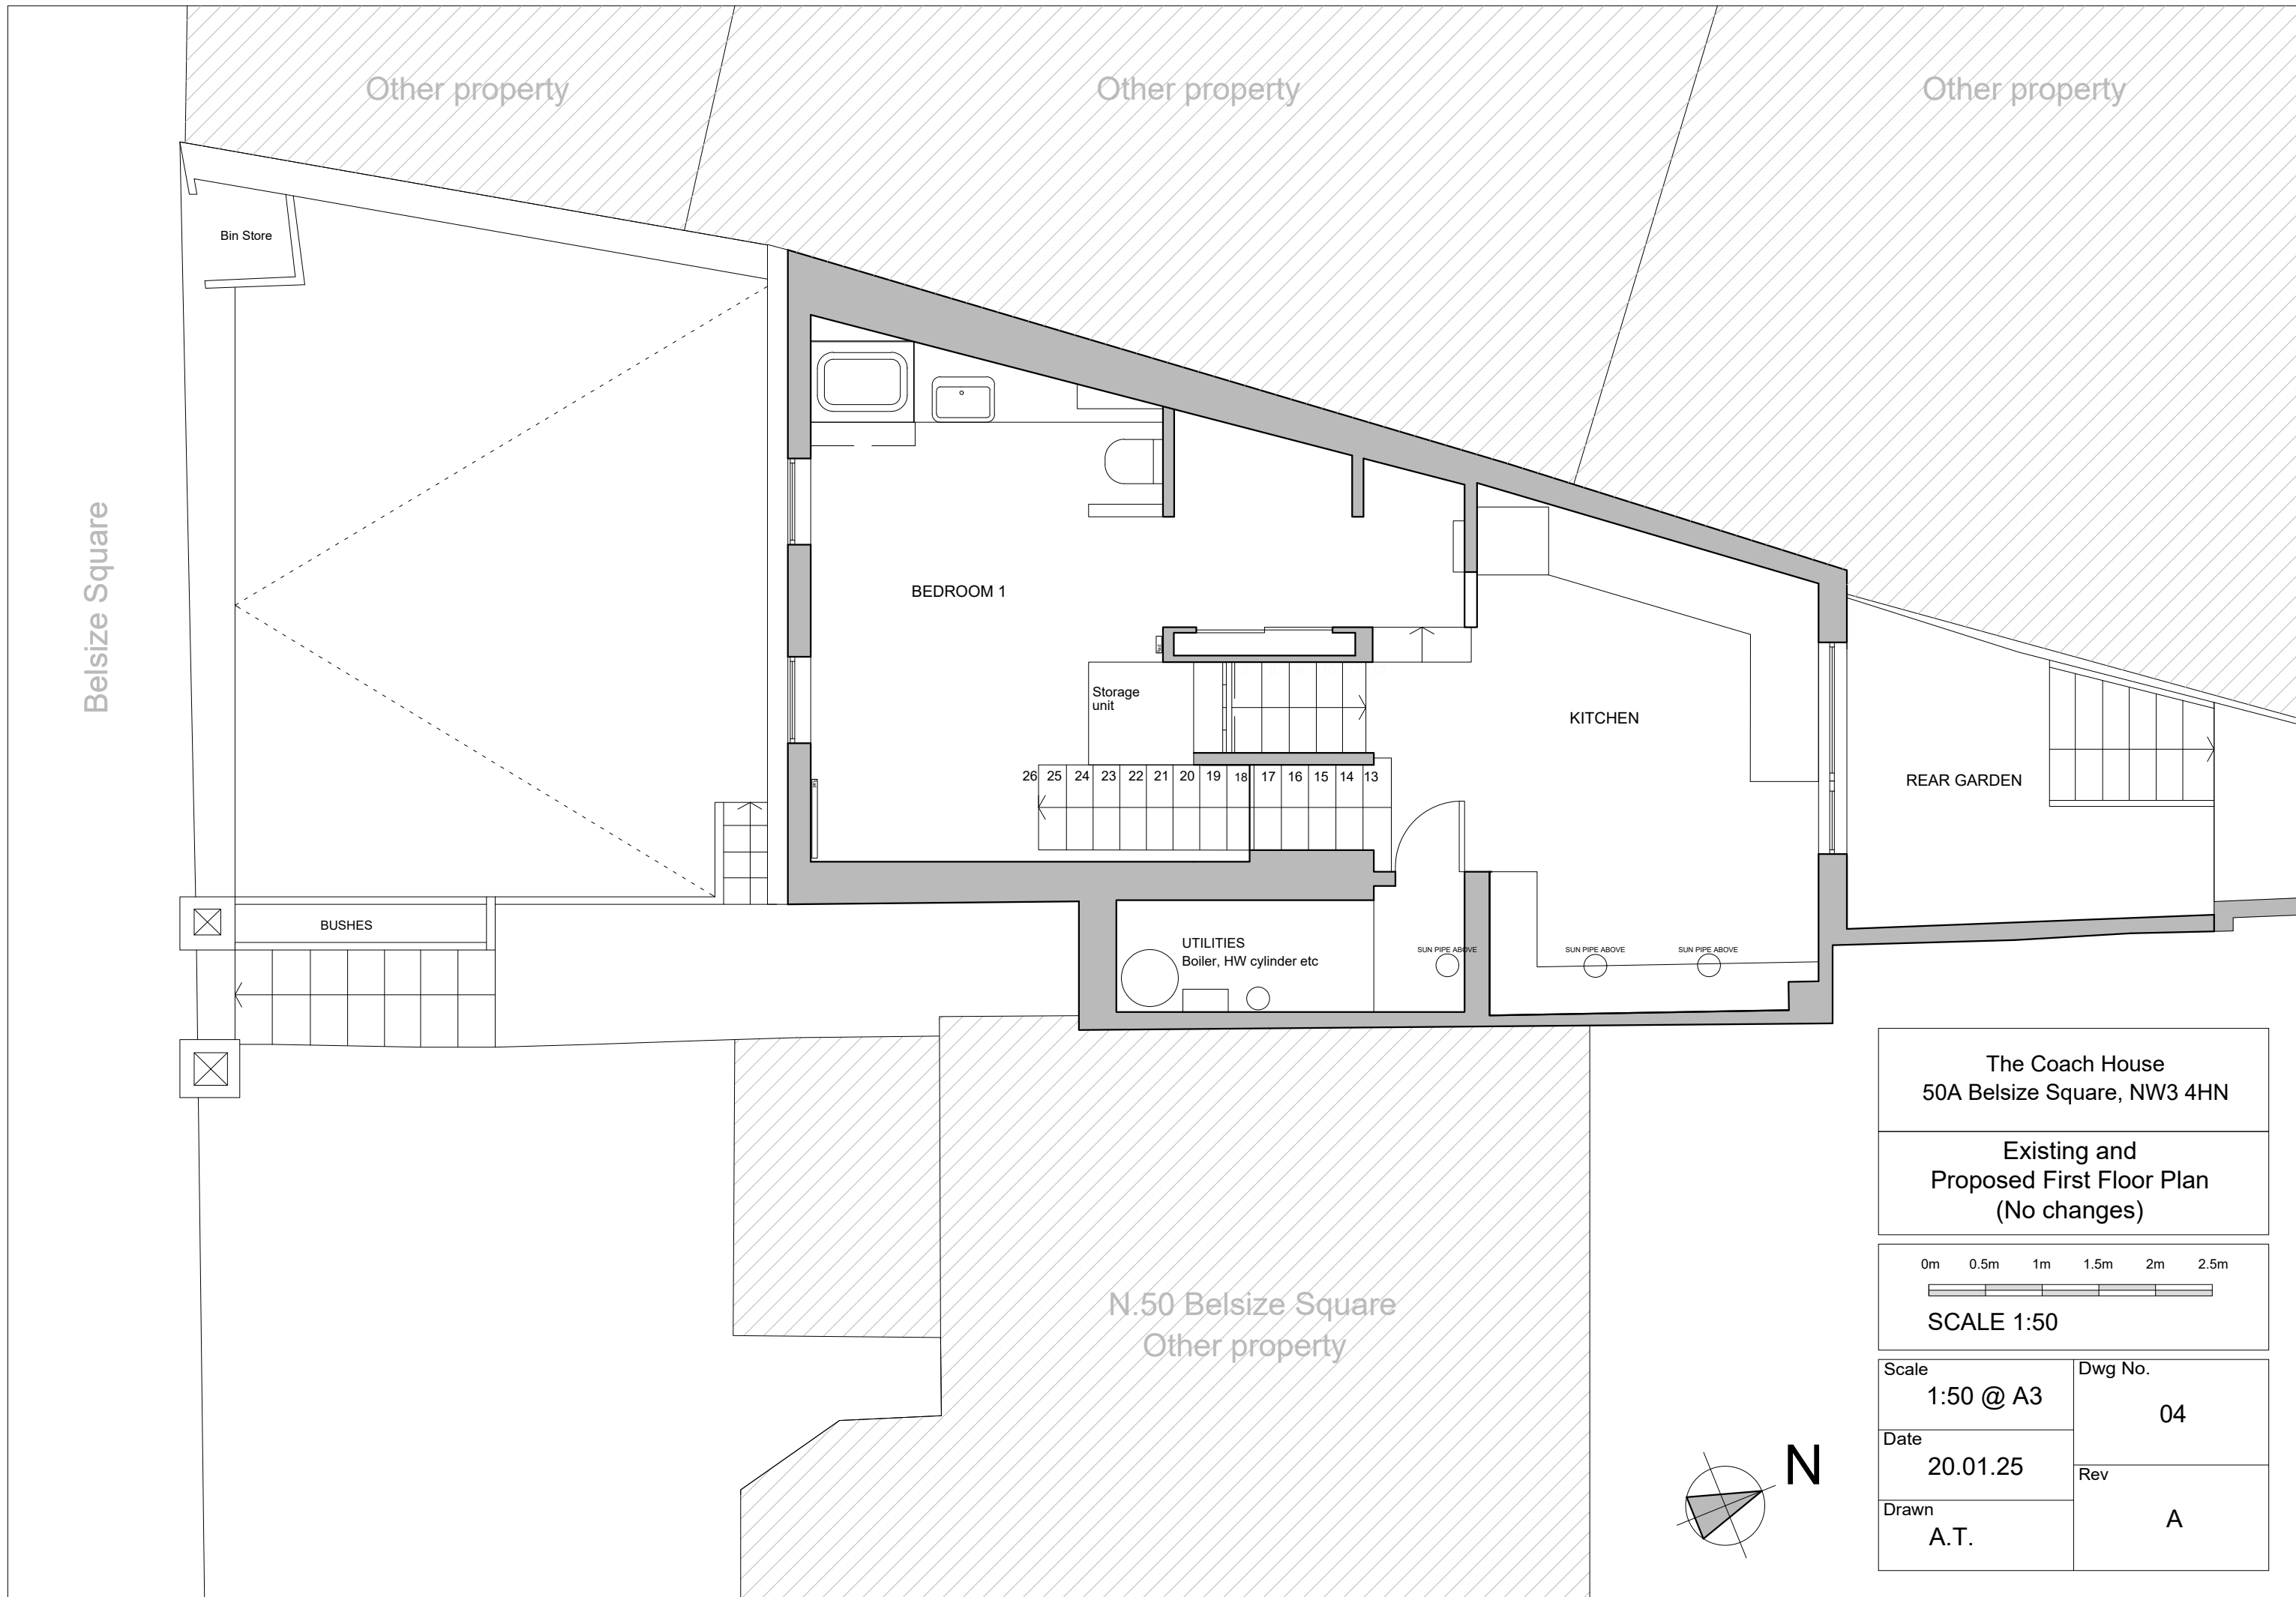 Other property
Other property
Other property
Bin Store
Belsize Square
BEDROOM 1
Storage
unit
KITCHEN
REAR GARDEN
26 25 24 23 22 21 20 19 18 17 16 15 14 13
BUSHES
UTILITIES
Boiler, HW cylinder etc
SUN PIPE ABOVE
SUN PIPE ABOVE
SUN PIPE ABOVE
N.50 Belsize Square
Other property
N
The Coach House
50A Belsize Square, NW3 4HN
Existing and
Proposed First Floor Plan
(No changes)
0m 0.5m 1m 1.5m 2m 2.5m
SCALE 1:50
Scale
1:50 @ A3
Dwg No.
04
Date
20.01.25
Rev
A
Drawn
A.T.